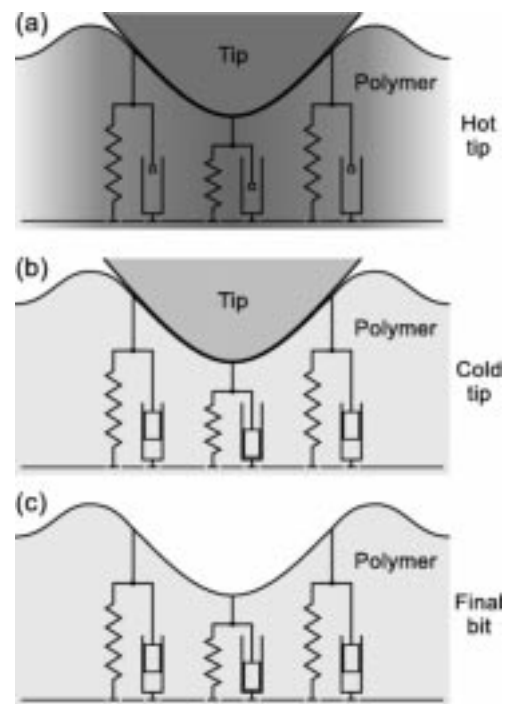 (a)
Tip
Polymer
Hot
tip
(b)
Tip
Polymer
Cold
tip
(c)
Polymer
Final
bit